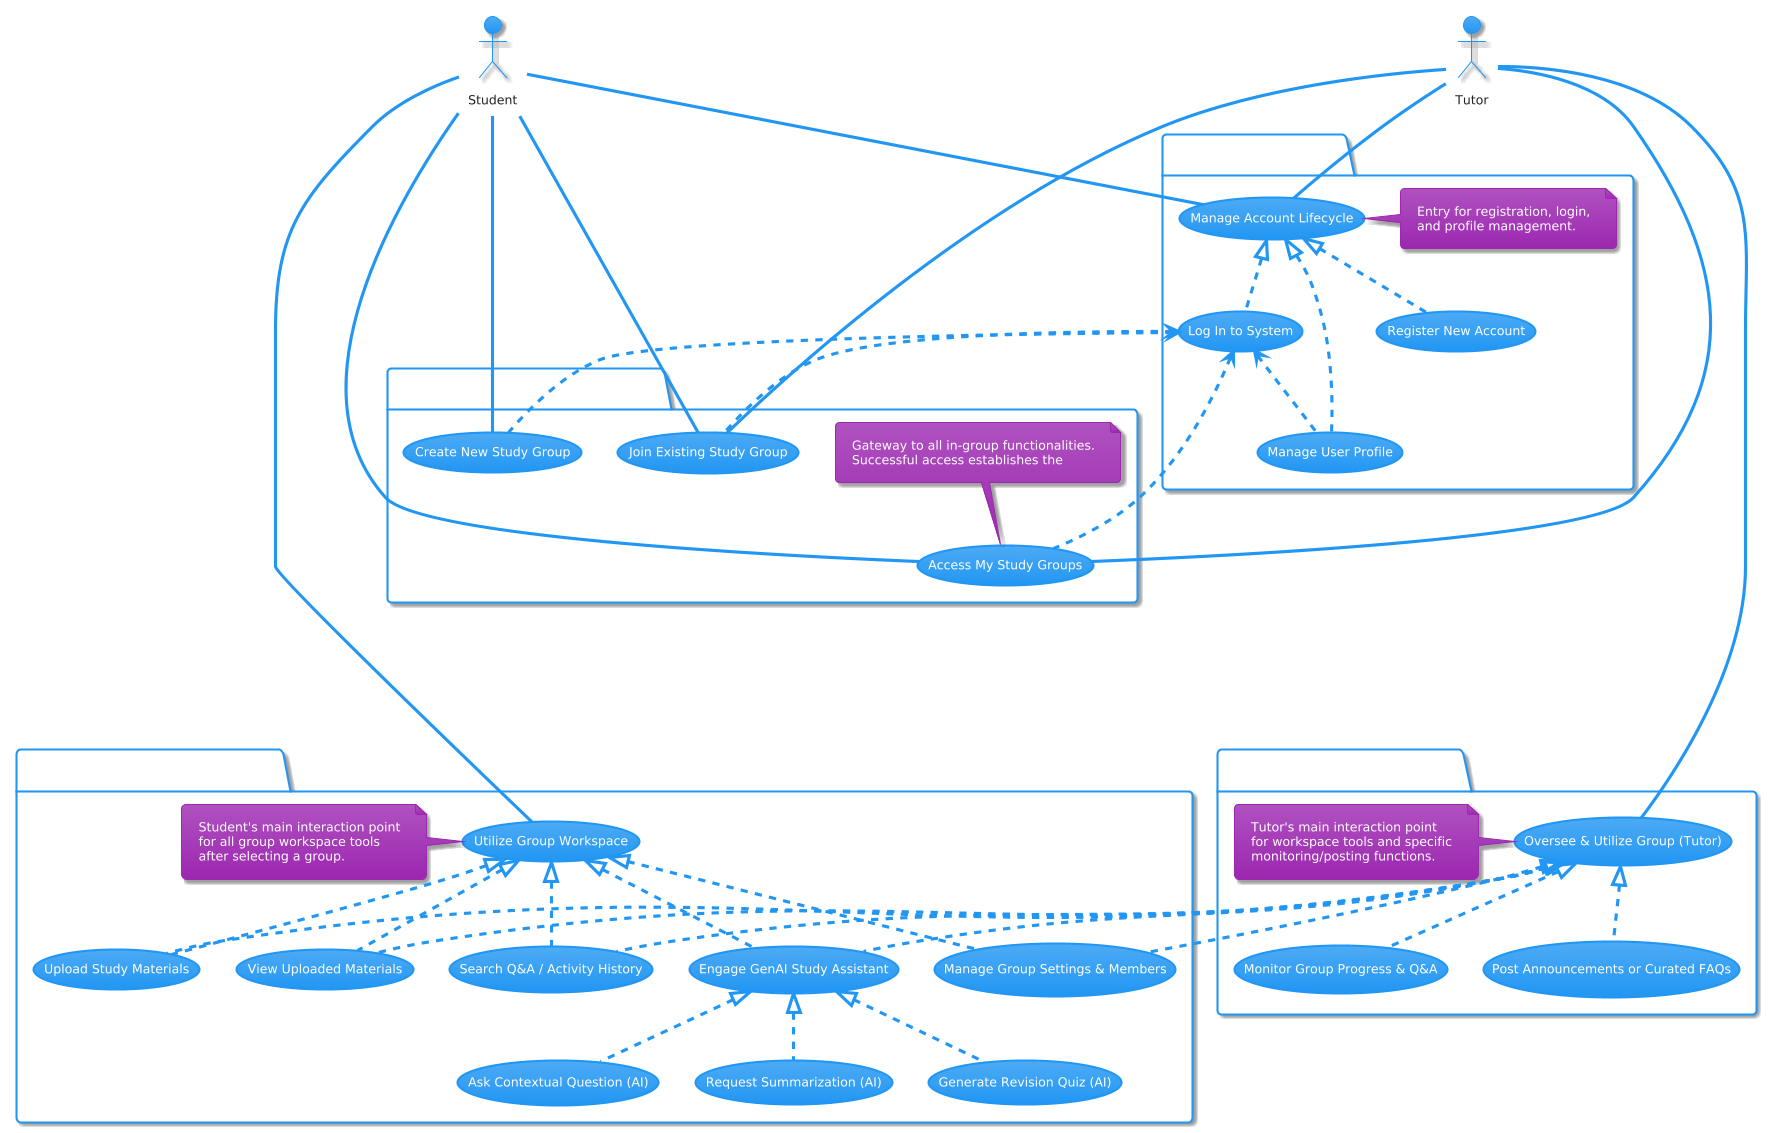 Student
Tutor
Manage Account Lifecycle
Entry for registration, login,
and profile management.
Log In to System
Register New Account
Create New Study Group
Join Existing Study Group
Gateway to all in-group functionalities.
Successful access establishes the
Manage User Profile
Access My Study Groups
Student's main interaction point
for all group workspace tools
after selecting a group.
Utilize Group Workspace
Tutor's main interaction point
for workspace tools and specific
monitoring/posting functions.
Oversee & Utilize Group (Tutor)
Upload Study Materials
View Uploaded Materials
Search Q&A / Activity History
Engage GenAI Study Assistant
Manage Group Settings & Members
Monitor Group Progress & Q&A
Post Announcements or Curated FAQs
Ask Contextual Question (AI)
Request Summarization (AI)
Generate Revision Quiz (AI)